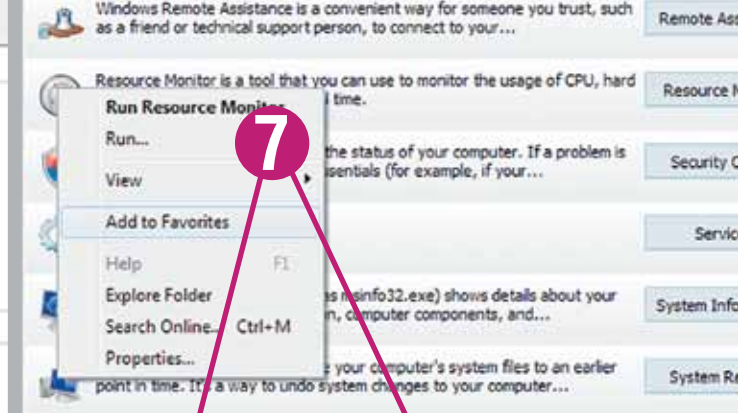 Windows Remote Assistance is a convenient way for someone you trust, such
as a friend or technical support person, to connect to your...
Remote Ass
Resource Monitor is a tool that you can use to monitor the usage of CPU, hard
time.
Resource M
Run Resource Monitor
Run...
7
View
the status of your computer. If a problem is
sentials (for example, if your...
Security C
Add to Favorites
Servic
Help F1
Explore Folder
Search Online... Ctrl+M
Properties...
as msinfo32.exe) shows details about your
n, computer components, and...
System Info
your computer's system files to an earlier
point in time. It's a way to undo system changes to your computer...
System Re